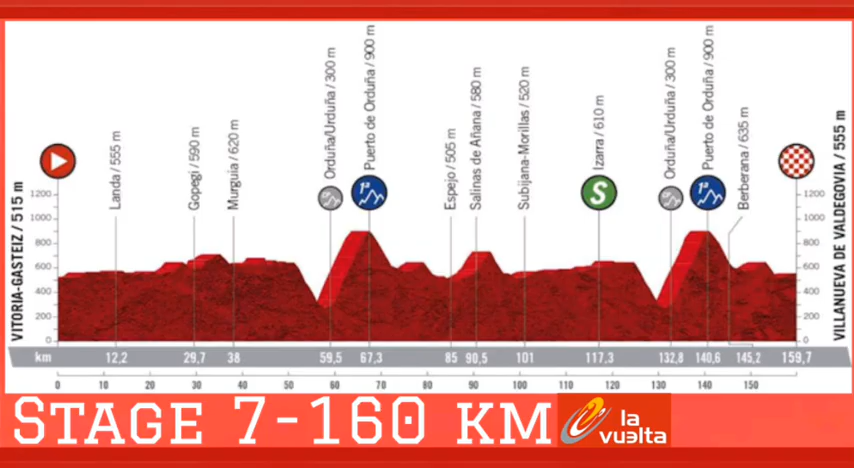 Orduña/Urduña / 300 m
Puerto de Orduña / 900 m
Orduña/Urduña / 300 m
Puerto de Orduña / 900 m
Landa / 555 m
Gopegi / 590 m
Murguia / 620 m
Espejo / 505 m
Salinas de Añana / 580 m
Subijana-Morillas / 520 m
Izarra / 610 m
Berberana / 635 m
1ª
S
1ª
VITORIA-GASTEIZ / 515 m
VILLANUEVA DE VALDEGOVIA / 555 m
1200 1200
1000 1000
800 800
600 600
400 400
200 200
0 0
km 12,2 29,7 38 59,5 67,3 85 90,5 101 117,3 132,8 140,6 145,2 159,7
0 10 20 30 40 50 60 70 80 90 100 110 120 130 140 150
STAGE 7-160 KM
la vuelta